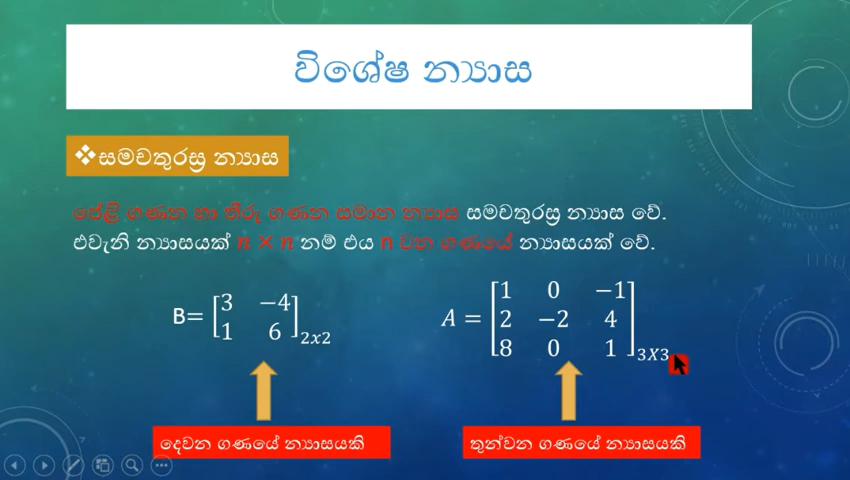 විශේෂ න්‍යාස
❖සමචතුරස්‍ර න්‍යාස
පේළි ගණන හා තීරු ගණන සමාන න්‍යාස සමචතුරස්‍ර න්‍යාස වේ.
එවැනි න්‍යාසයක් n × n නම් එය n වන ගණයේ න්‍යාසයක් වේ.
B= [3 −4
1 6] 2x2
A = [1 0 −1
2 −2 4
8 0 1] 3X3
දෙවන ගණයේ න්‍යාසයකි
තුන්වන ගණයේ න්‍යාසයකි